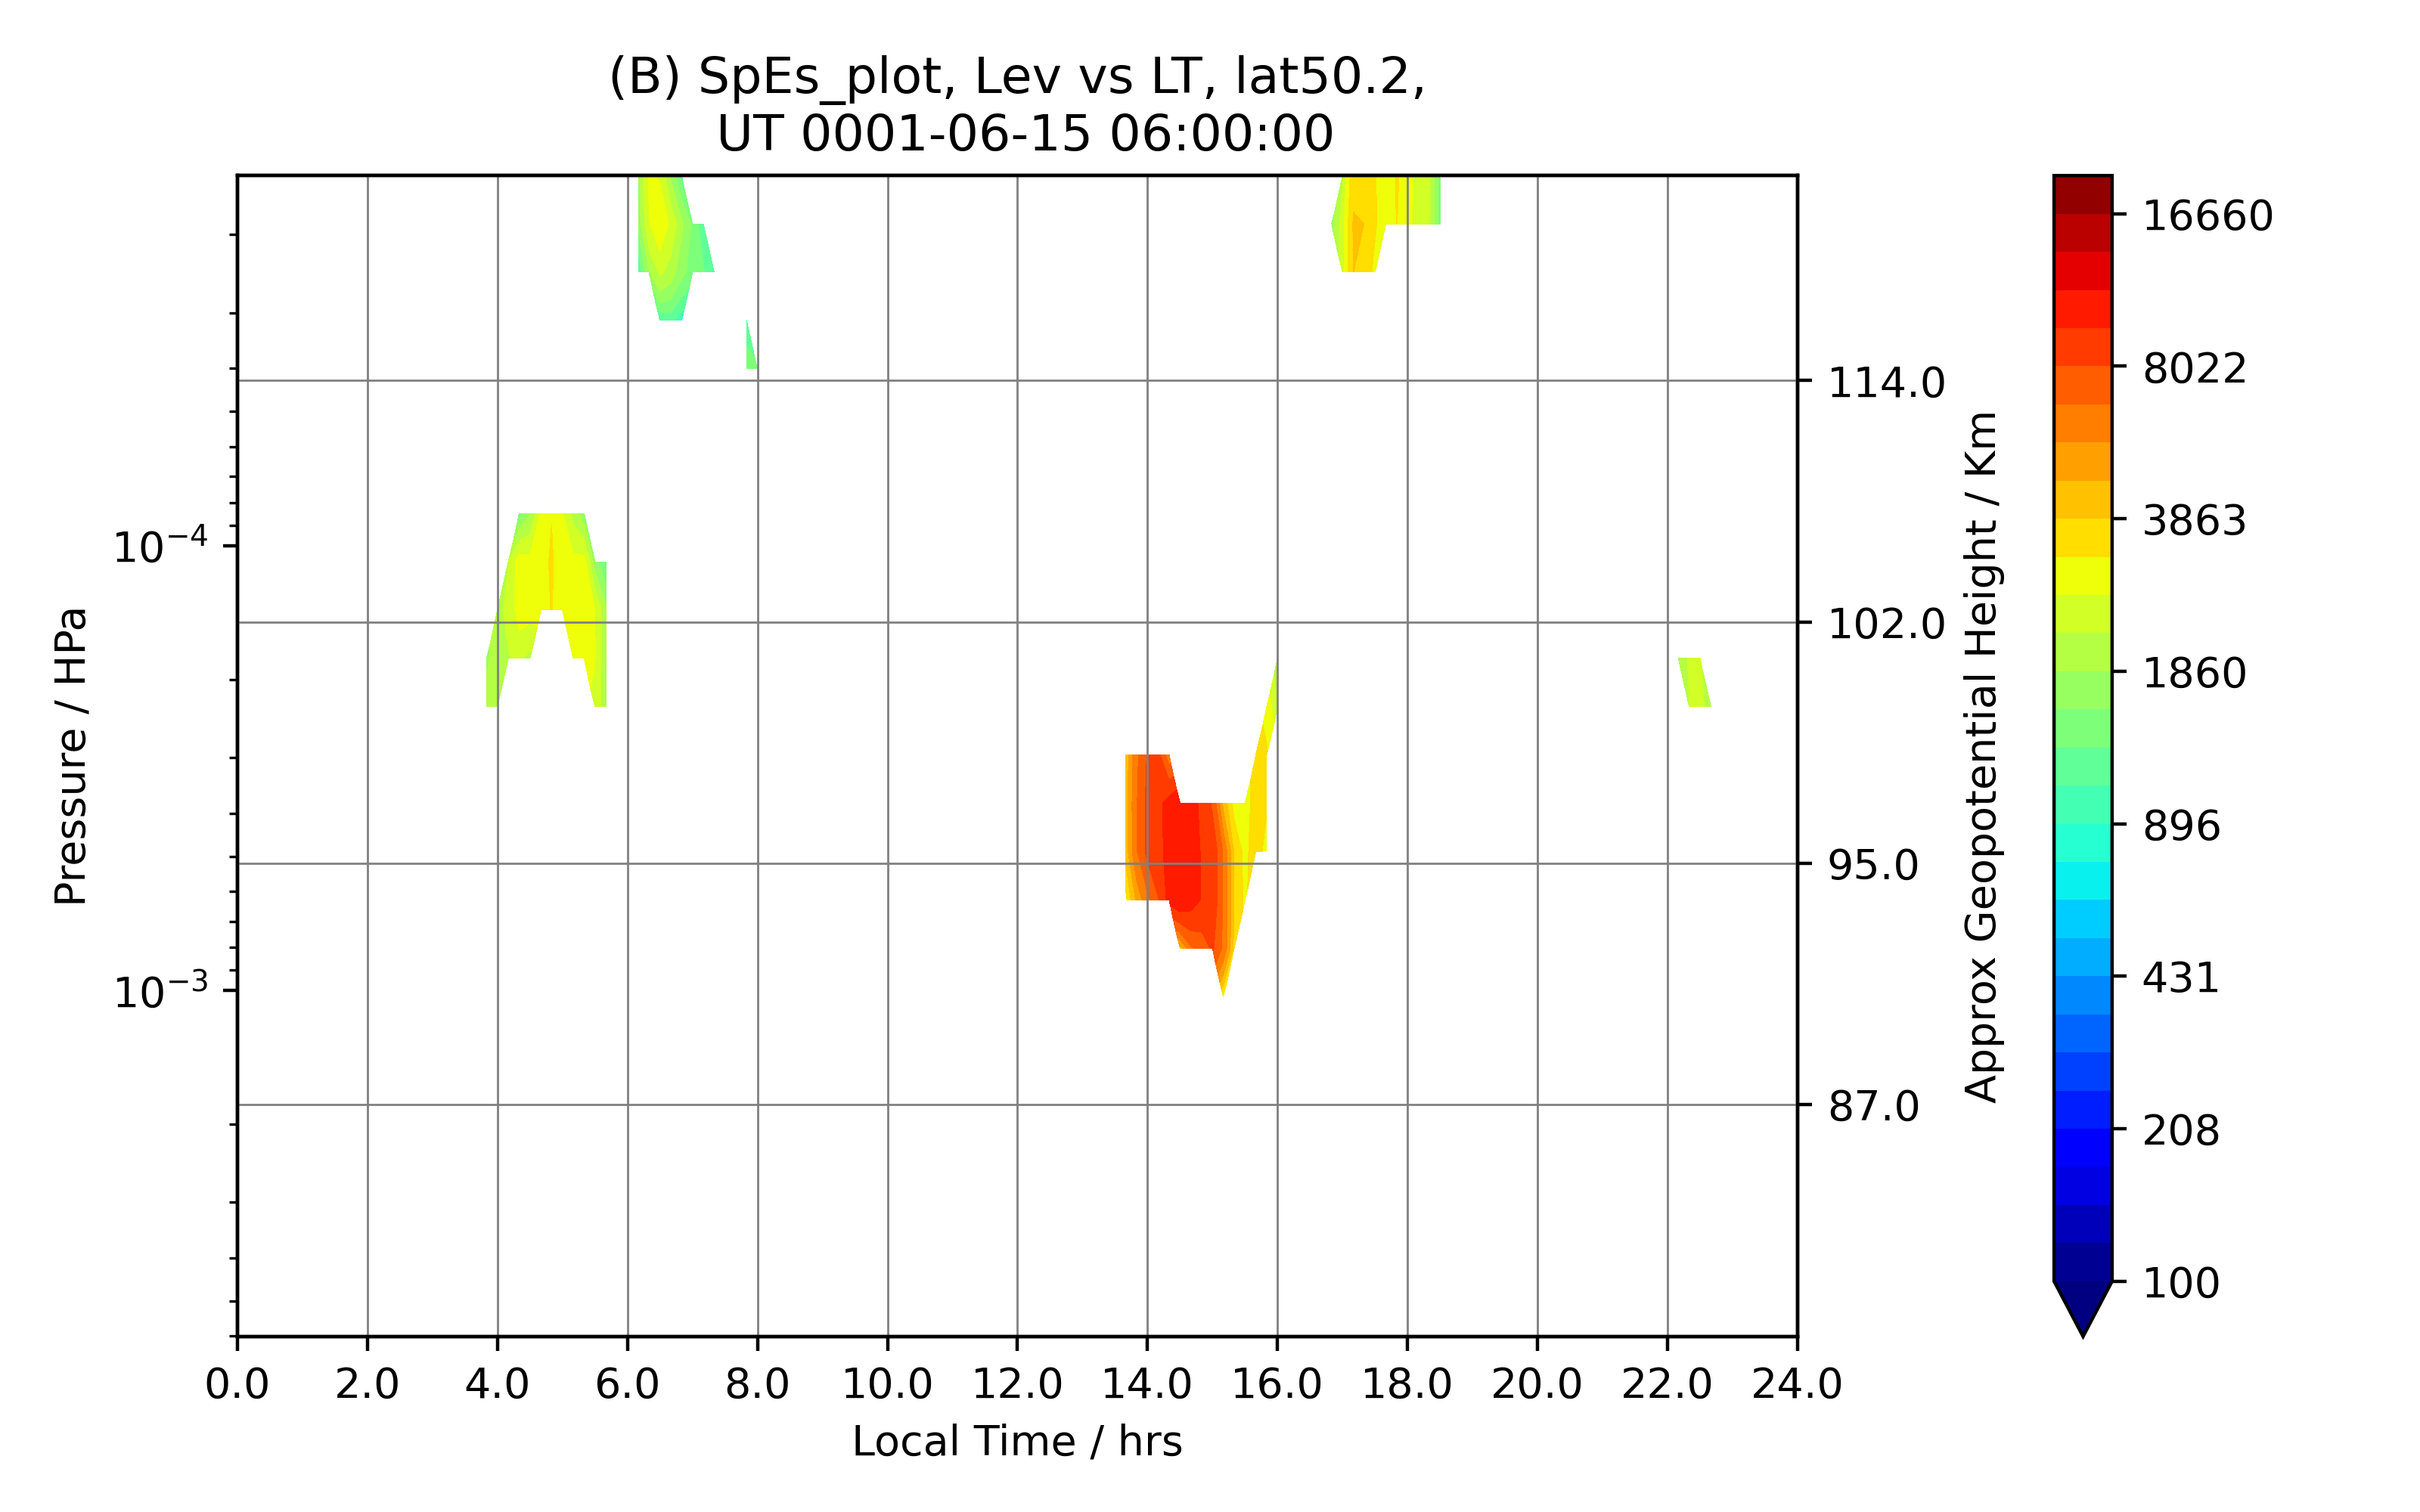 (B) SpEs_plot, Lev vs LT, lat50.2,
UT 0001-06-15 06:00:00
Pressure / HPa
10⁻⁴
10⁻³
0.0 2.0 4.0 6.0 8.0 10.0 12.0 14.0 16.0 18.0 20.0 22.0 24.0
Local Time / hrs
114.0
102.0
95.0
87.0
Approx Geopotential Height / Km
16660
8022
3863
1860
896
431
208
100